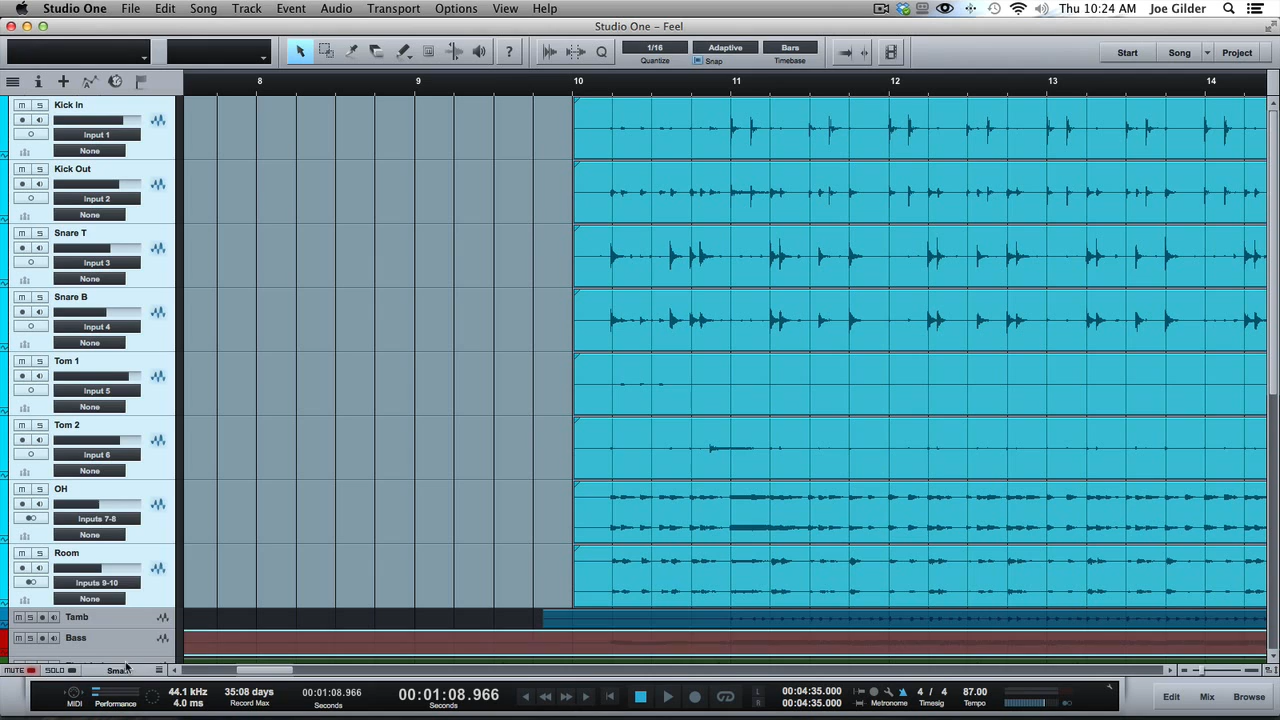 Studio One File Edit Song Track Event Audio Transport Options View Help Thu 10:24 AM Joe Gilder
Studio One – Feel
1/16 Adaptive Bars
Quantize Snap Timebase
? Start Song Project
8 9 10 11 12 13 14
Kick In
M S
Input 1
None
Kick Out
M S
Input 2
None
Snare T
M S
Input 3
None
Snare B
M S
Input 4
None
Tom 1
M S
Input 5
None
Tom 2
M S
Input 6
None
OH
M S
Inputs 7-8
None
Room
M S
Inputs 9-10
None
M S Tamb
M S Bass
MUTE SOLO Small
MIDI Performance
44.1 kHz
4.0 ms
35:08 days
Record Max
00:01:08.966
Seconds
00:01:08.966
Seconds
L
R
00:04:35.000
00:04:35.000
Metronome
4 / 4
Timesig
87.00
Tempo
Edit Mix Browse